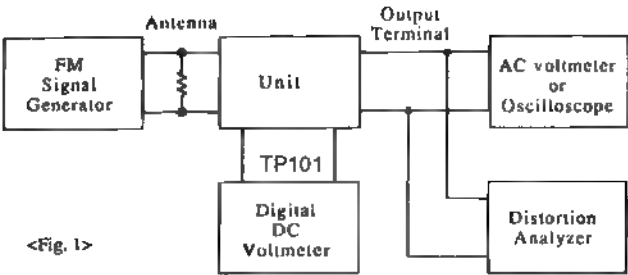 Antenna
Output
Terminal
FM
Signal
Generator
Unit
AC voltmeter
or
Oscilloscope
TP101
Digital
DC
Voltmeter
Distortion
Analyzer
<Fig. 1>